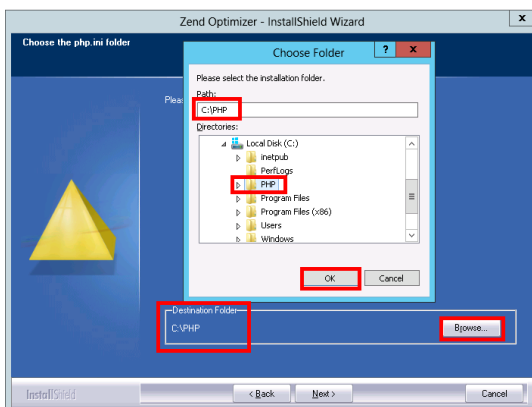 Zend Optimizer - InstallShield Wizard
x
Choose the php.ini folder
Choose Folder
?
x
Please select the installation folder.
Path:
Pleas
C:\PHP
Directories:
Local Disk (C:)
inetpub
PerfLogs
PHP
Program Files
Program Files (x86)
Users
Windows
OK
Cancel
Destination Folder
C:\PHP
Browse...
InstallShield
< Back
Next >
Cancel